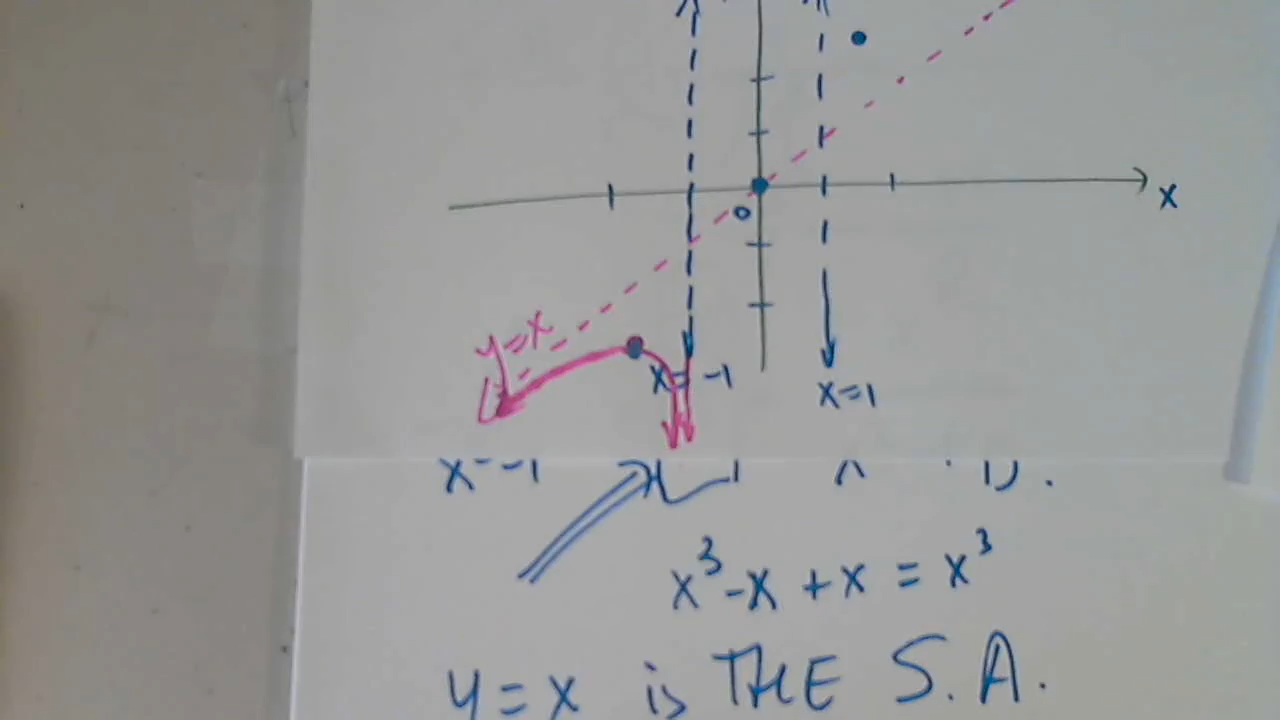 x
y=x
x=-1
x=1
x³-x+x=x³
y=x is THE S.A.